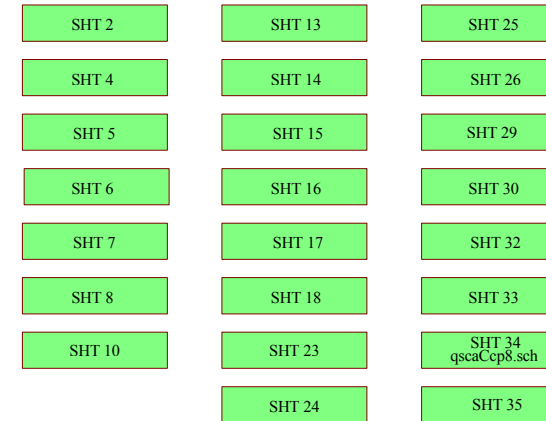 SHT 2
SHT 4
SHT 5
SHT 6
SHT 7
SHT 8
SHT 10
SHT 13
SHT 14
SHT 15
SHT 16
SHT 17
SHT 18
SHT 23
SHT 24
SHT 25
SHT 26
SHT 29
SHT 30
SHT 32
SHT 33
SHT 34
qscaCcp8.sch
SHT 35